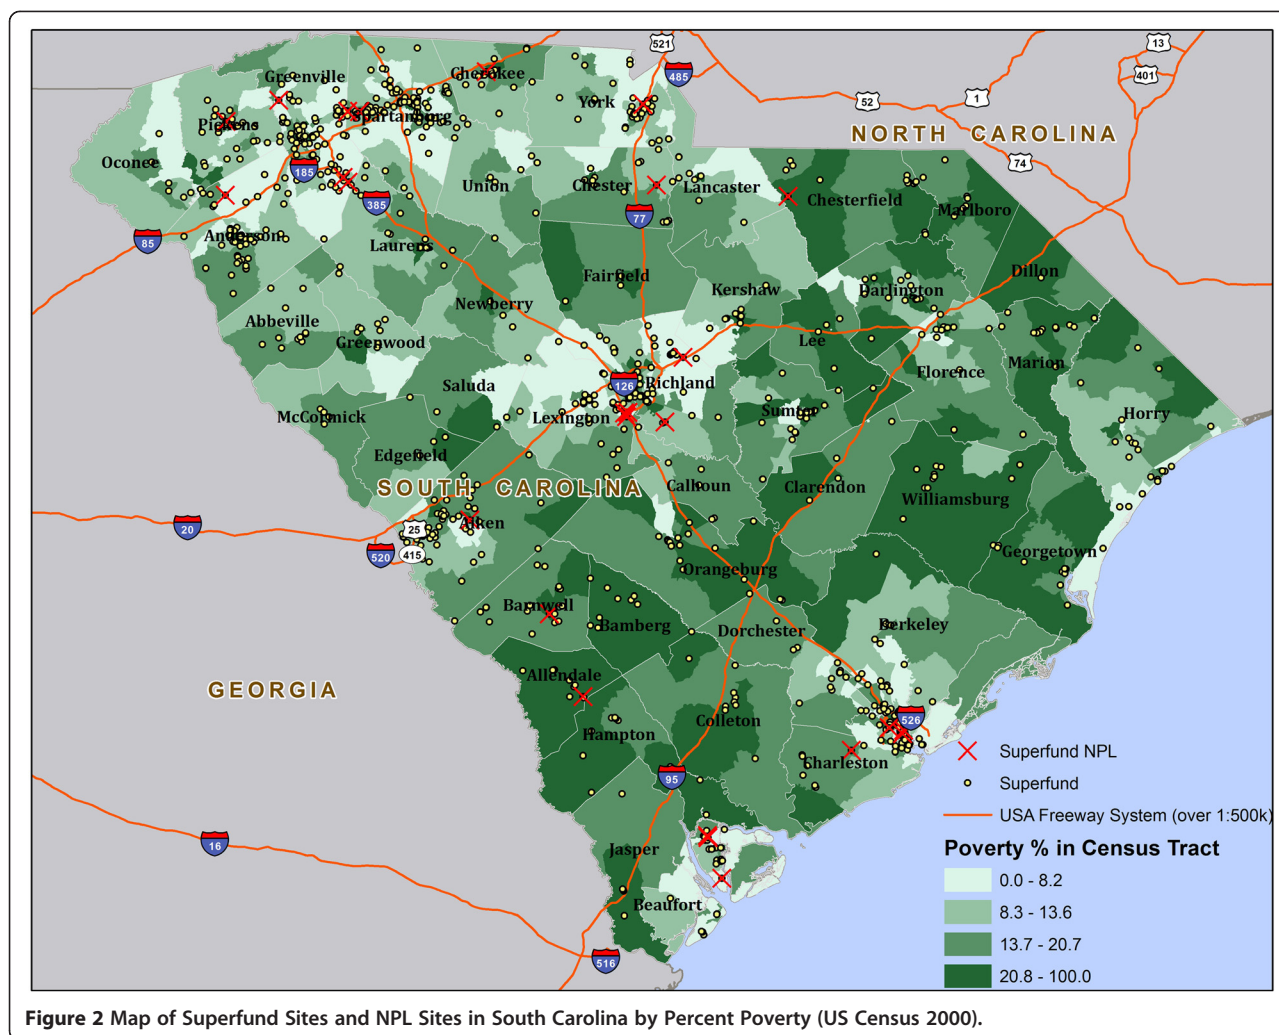 521
13
485
401
Greenville
Cherokee
52
1
York
Pickens
Spartanburg
NORTH CAROLINA
Oconee
74
185
Union
Chester
Lancaster
385
Chesterfield
77
Marlboro
85
Anderson
Laurens
Dillon
Fairfield
Kershaw
Darlington
Newberry
Abbeville
Greenwood
Lee
Marion
Florence
Saluda
126
Richland
McCormick
Lexington
Sumter
Horry
Edgefield
SOUTH CAROLINA
Calhoun
Clarendon
Williamsburg
20
25
Aiken
520
415
Georgetown
Orangeburg
Barnwell
Bamberg
Dorchester
Berkeley
Allendale
GEORGIA
Colleton
526
Hampton
Charleston
95
16
Jasper
Beaufort
516
Superfund NPL
Superfund
USA Freeway System (over 1:500k)
Poverty % in Census Tract
0.0 - 8.2
8.3 - 13.6
13.7 - 20.7
20.8 - 100.0
Figure 2 Map of Superfund Sites and NPL Sites in South Carolina by Percent Poverty (US Census 2000).